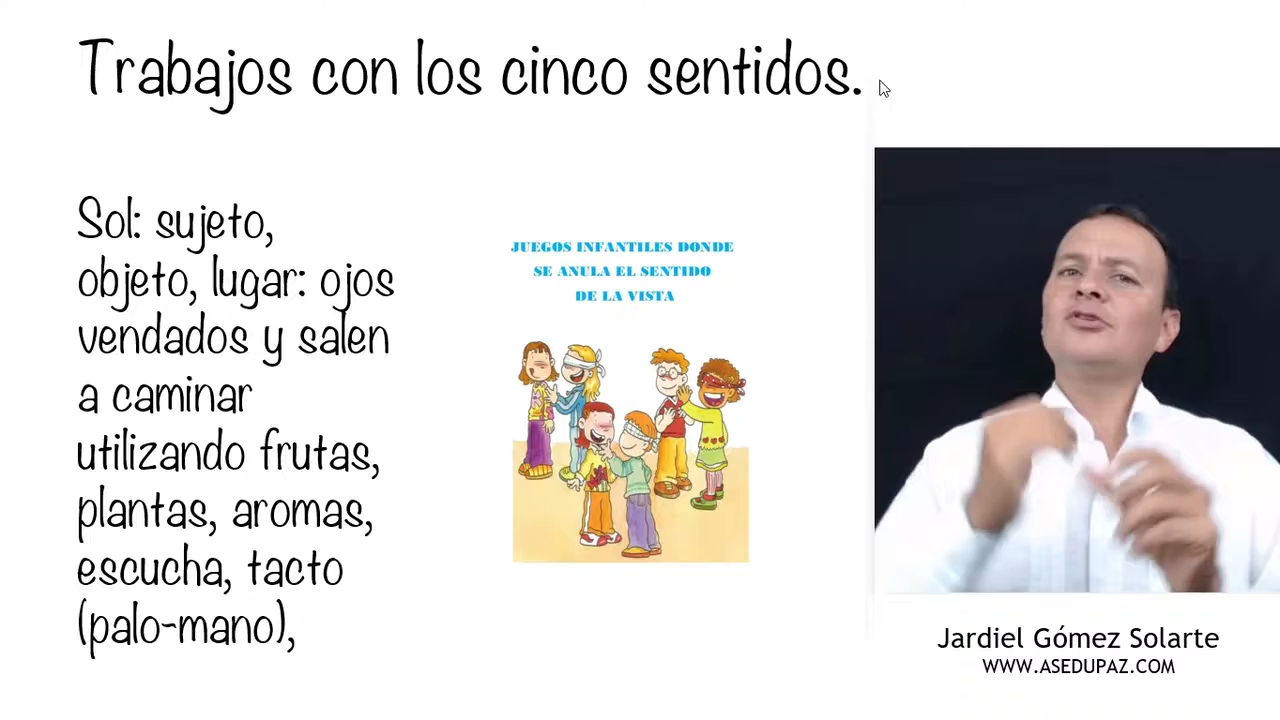 Trabajos con los cinco sentidos.
Sol: sujeto,
objeto, lugar: ojos
vendados y salen
a caminar
utilizando frutas,
plantas, aromas,
escucha, tacto
(palo-mano),
JUEGOS INFANTILES DONDE
SE ANULA EL SENTIDO
DE LA VISTA
Jardiel Gómez Solarte
WWW.ASEDUPAZ.COM